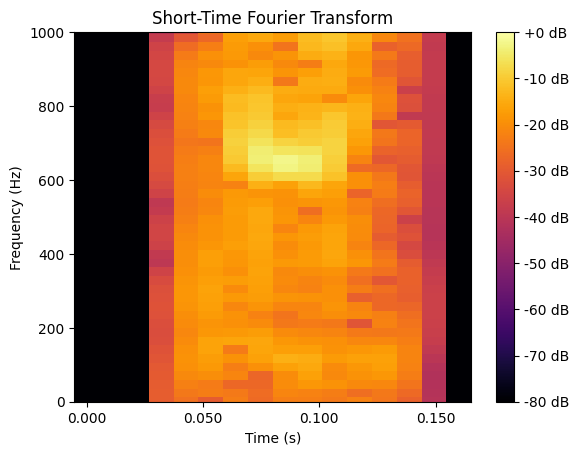 Short-Time Fourier Transform
1000
800
600
400
200
0
Frequency (Hz)
0.000
0.050
0.100
0.150
Time (s)
+0 dB
-10 dB
-20 dB
-30 dB
-40 dB
-50 dB
-60 dB
-70 dB
-80 dB